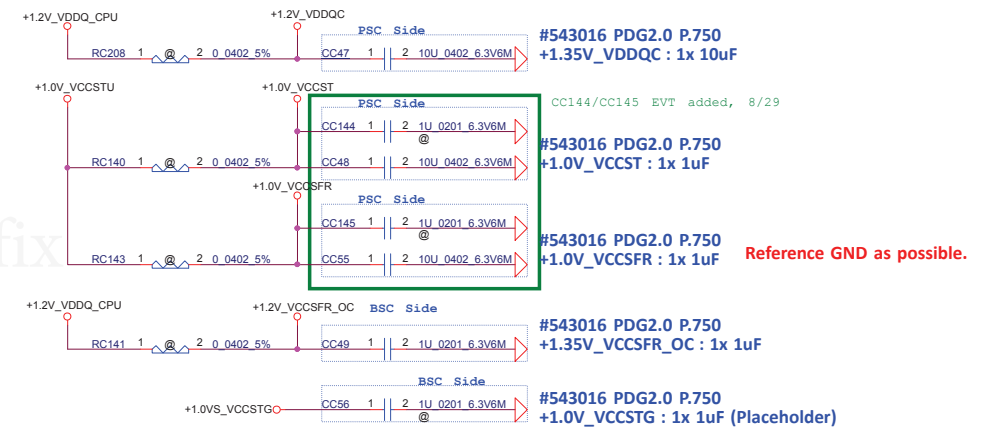 +1.2V_VDDQ_CPU
+1.2V_VDDQC
PSC Side
RC208 1 @ 2 0_0402_5%
CC47 1 2 10U_0402_6.3V6M
#543016 PDG2.0 P.750
+1.35V_VDDQC : 1x 10uF
+1.0V_VCCSTU
+1.0V_VCCST
PSC Side
CC144/CC145 EVT added, 8/29
CC144 1 2 1U_0201_6.3V6M
@
RC140 1 @ 2 0_0402_5%
CC48 1 2 10U_0402_6.3V6M
#543016 PDG2.0 P.750
+1.0V_VCCST : 1x 1uF
+1.0V_VCCSFR
PSC Side
CC145 1 2 1U_0201_6.3V6M
@
fix
RC143 1 @ 2 0_0402_5%
CC55 1 2 10U_0402_6.3V6M
#543016 PDG2.0 P.750
+1.0V_VCCSFR : 1x 1uF
Reference GND as possible.
+1.2V_VDDQ_CPU
+1.2V_VCCSFR_OC
BSC Side
RC141 1 @ 2 0_0402_5%
CC49 1 2 1U_0201_6.3V6M
#543016 PDG2.0 P.750
+1.35V_VCCSFR_OC : 1x 1uF
BSC Side
+1.0VS_VCCSTG
CC56 1 2 1U_0201_6.3V6M
@
#543016 PDG2.0 P.750
+1.0V_VCCSTG : 1x 1uF (Placeholder)